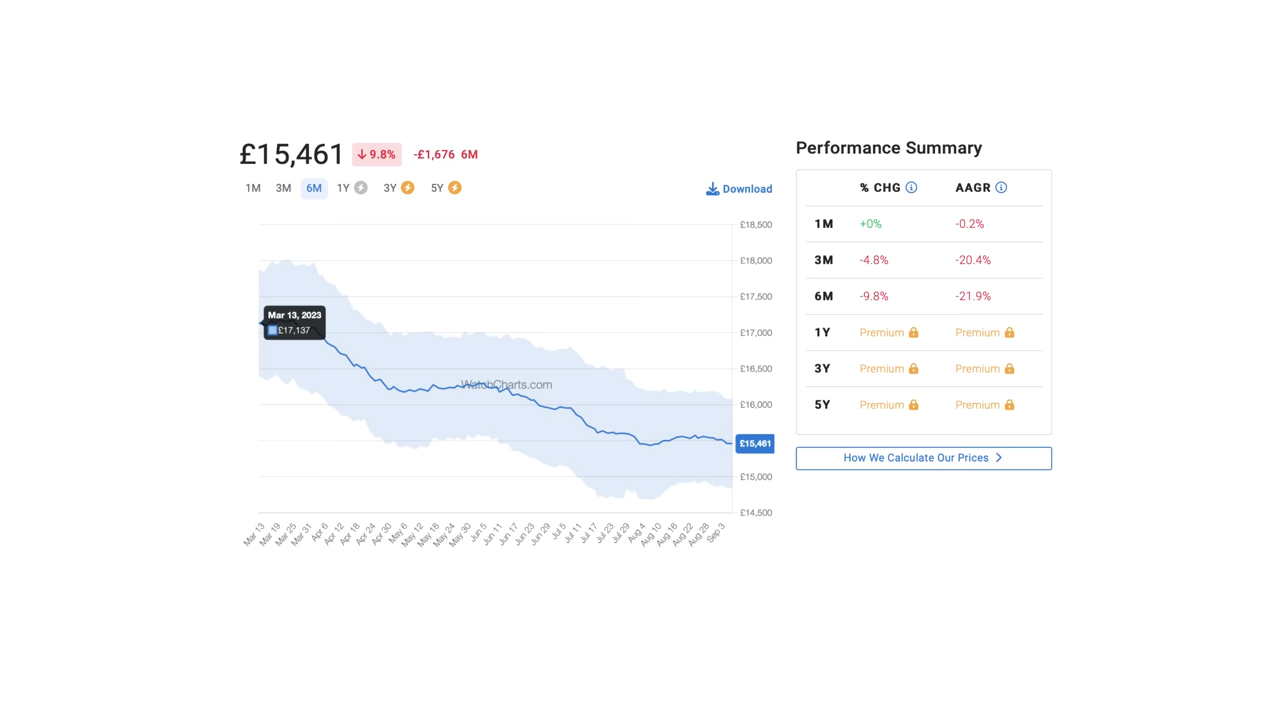 £15,461 9.8% -£1,676 6M
1M 3M 6M 1Y 3Y 5Y
Download
£18,500
£18,000
£17,500
£17,000
£16,500
£16,000
£15,461
£15,000
£14,500
Mar 13, 2023
£17,137
WatchCharts.com
Mar 13 Mar 19 Mar 25 Mar 31 Apr 6 Apr 12 Apr 18 Apr 24 Apr 30 May 6 May 12 May 18 May 24 May 30 Jun 5 Jun 11 Jun 17 Jun 23 Jun 29 Jul 5 Jul 11 Jul 17 Jul 23 Jul 29 Aug 4 Aug 10 Aug 16 Aug 22 Aug 28 Sep 3
Performance Summary
% CHG AAGR
1M +0% -0.2%
3M -4.8% -20.4%
6M -9.8% -21.9%
1Y Premium Premium
3Y Premium Premium
5Y Premium Premium
How We Calculate Our Prices